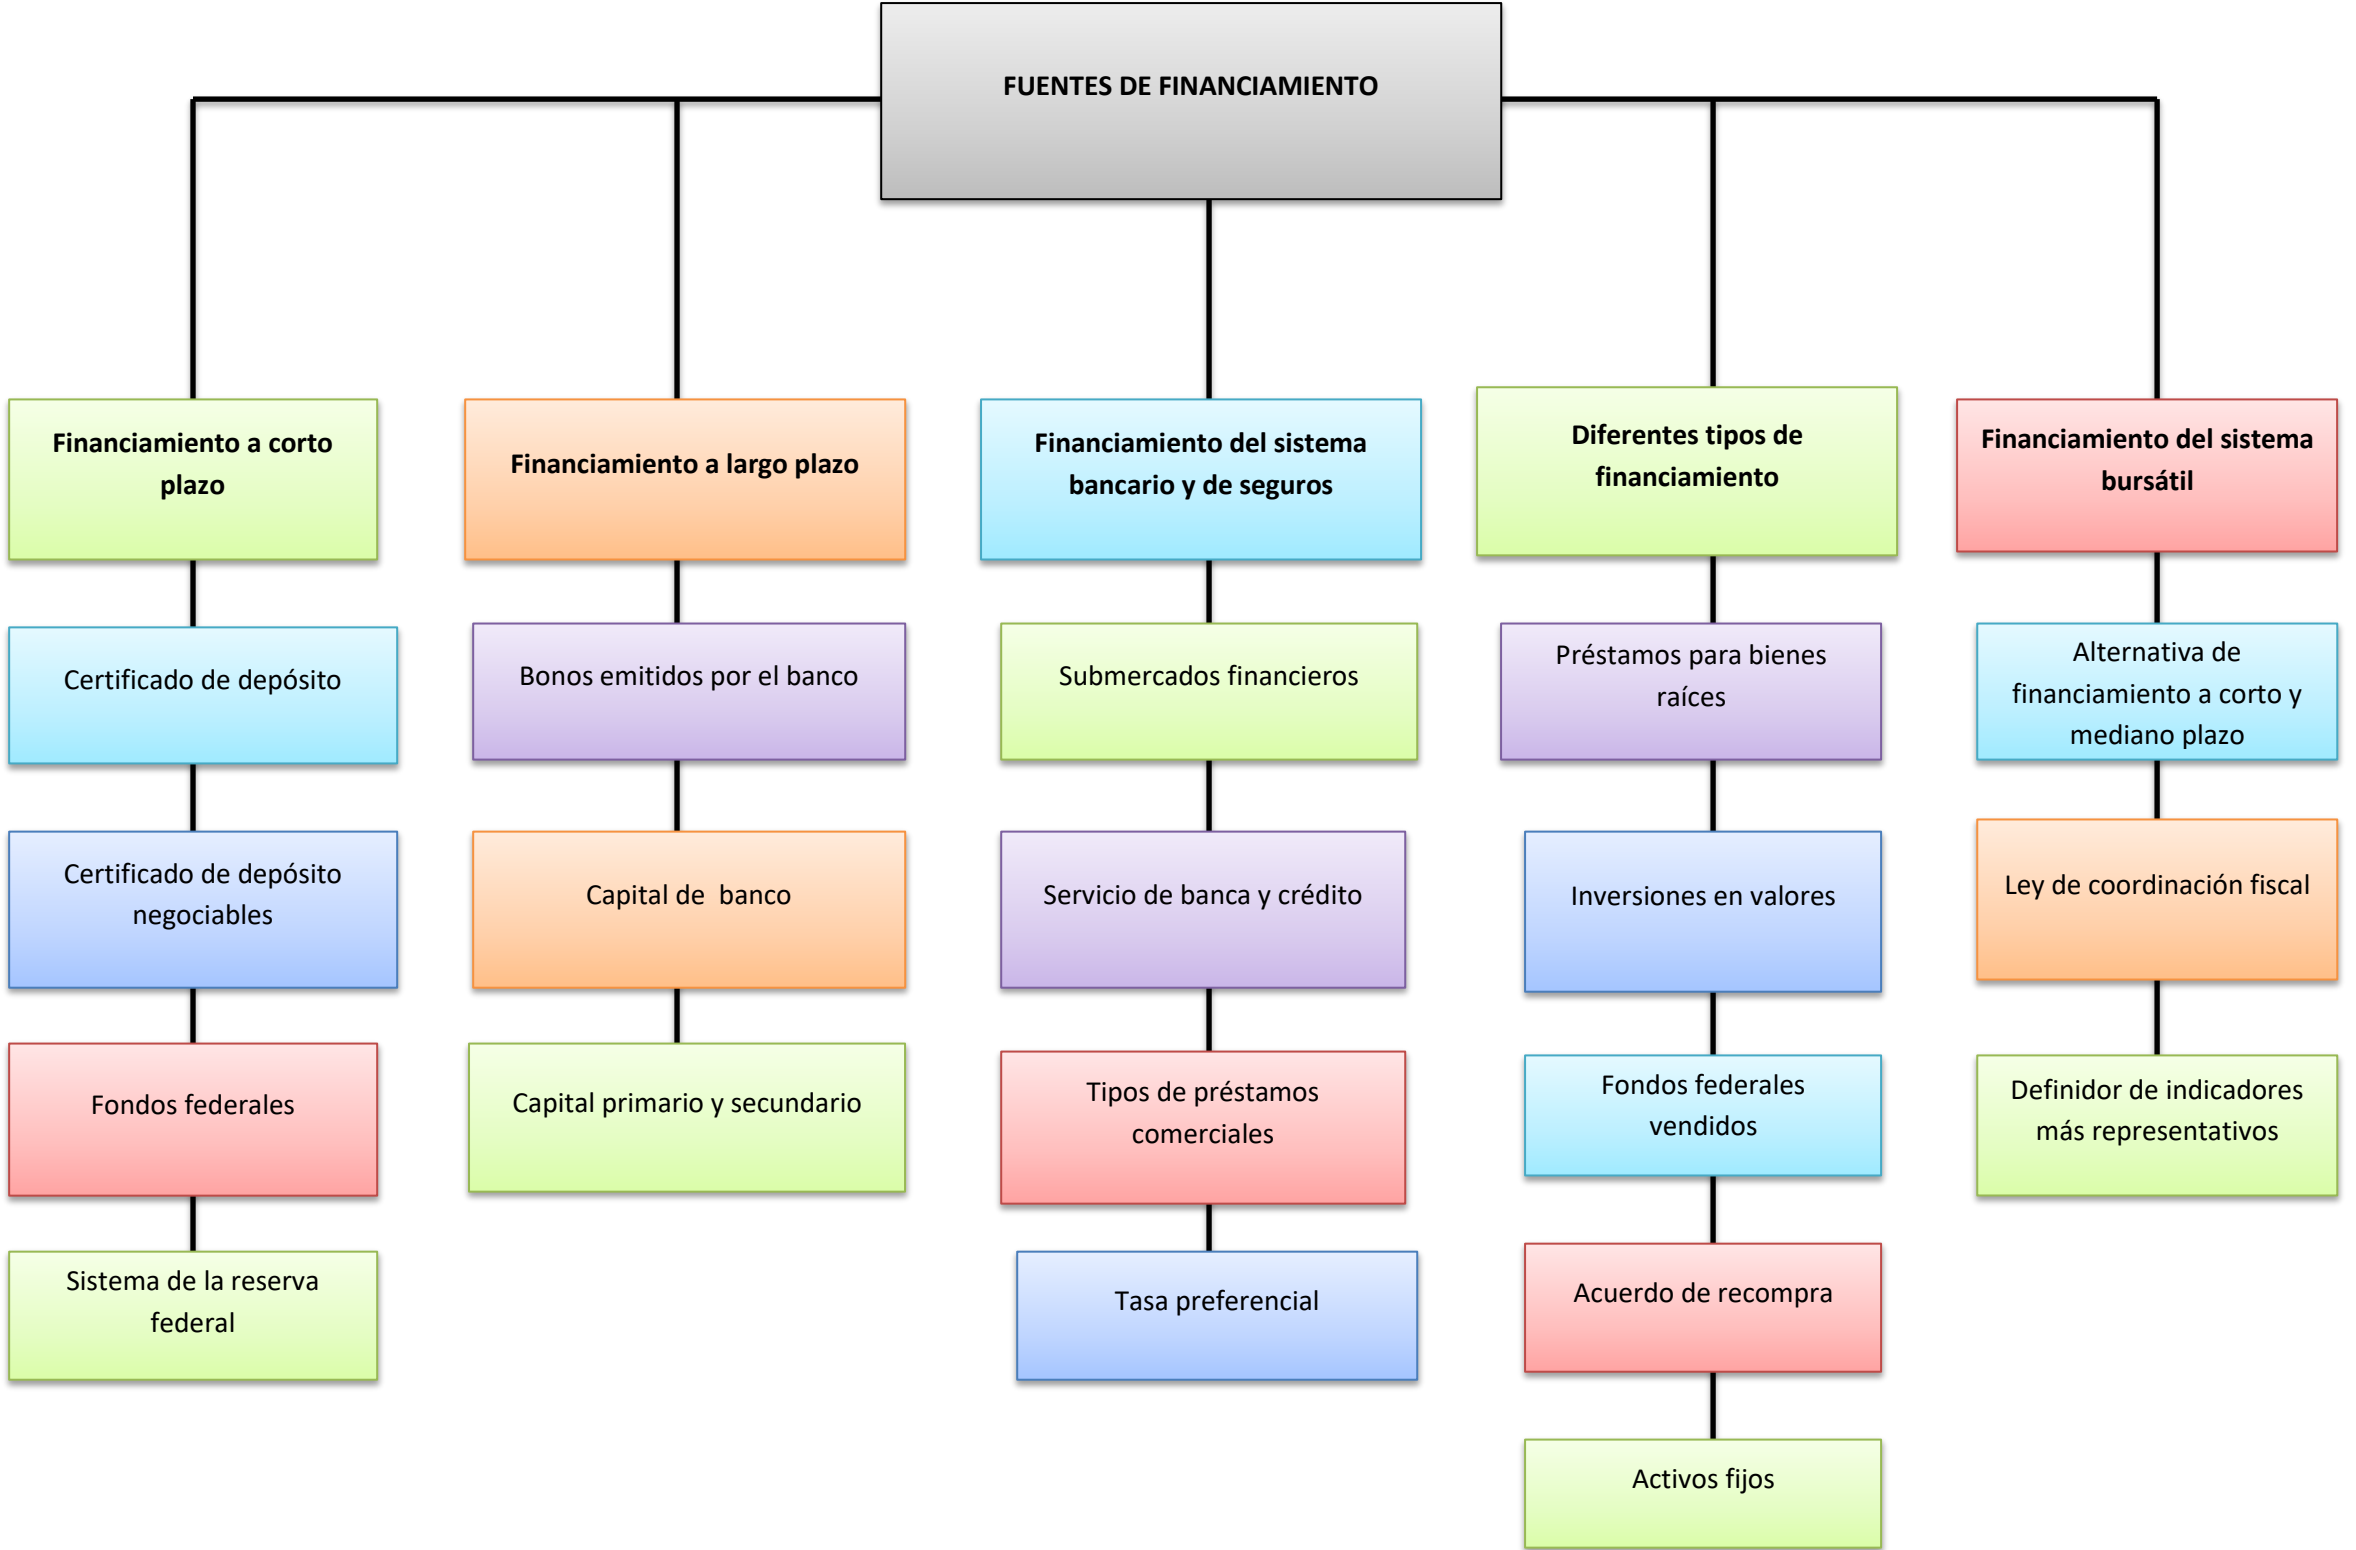 FUENTES DE FINANCIAMIENTO
Financiamiento a corto
plazo
Certificado de depósito
Certificado de depósito
negociables
Fondos federales
Sistema de la reserva
federal
Financiamiento a largo plazo
Bonos emitidos por el banco
Capital de  banco
Capital primario y secundario
Financiamiento del sistema
bancario y de seguros
Submercados financieros
Servicio de banca y crédito
Tipos de préstamos
comerciales
Tasa preferencial
Diferentes tipos de
financiamiento
Préstamos para bienes
raíces
Inversiones en valores
Fondos federales
vendidos
Acuerdo de recompra
Activos fijos
Financiamiento del sistema
bursátil
Alternativa de
financiamiento a corto y
mediano plazo
Ley de coordinación fiscal
Definidor de indicadores
más representativos